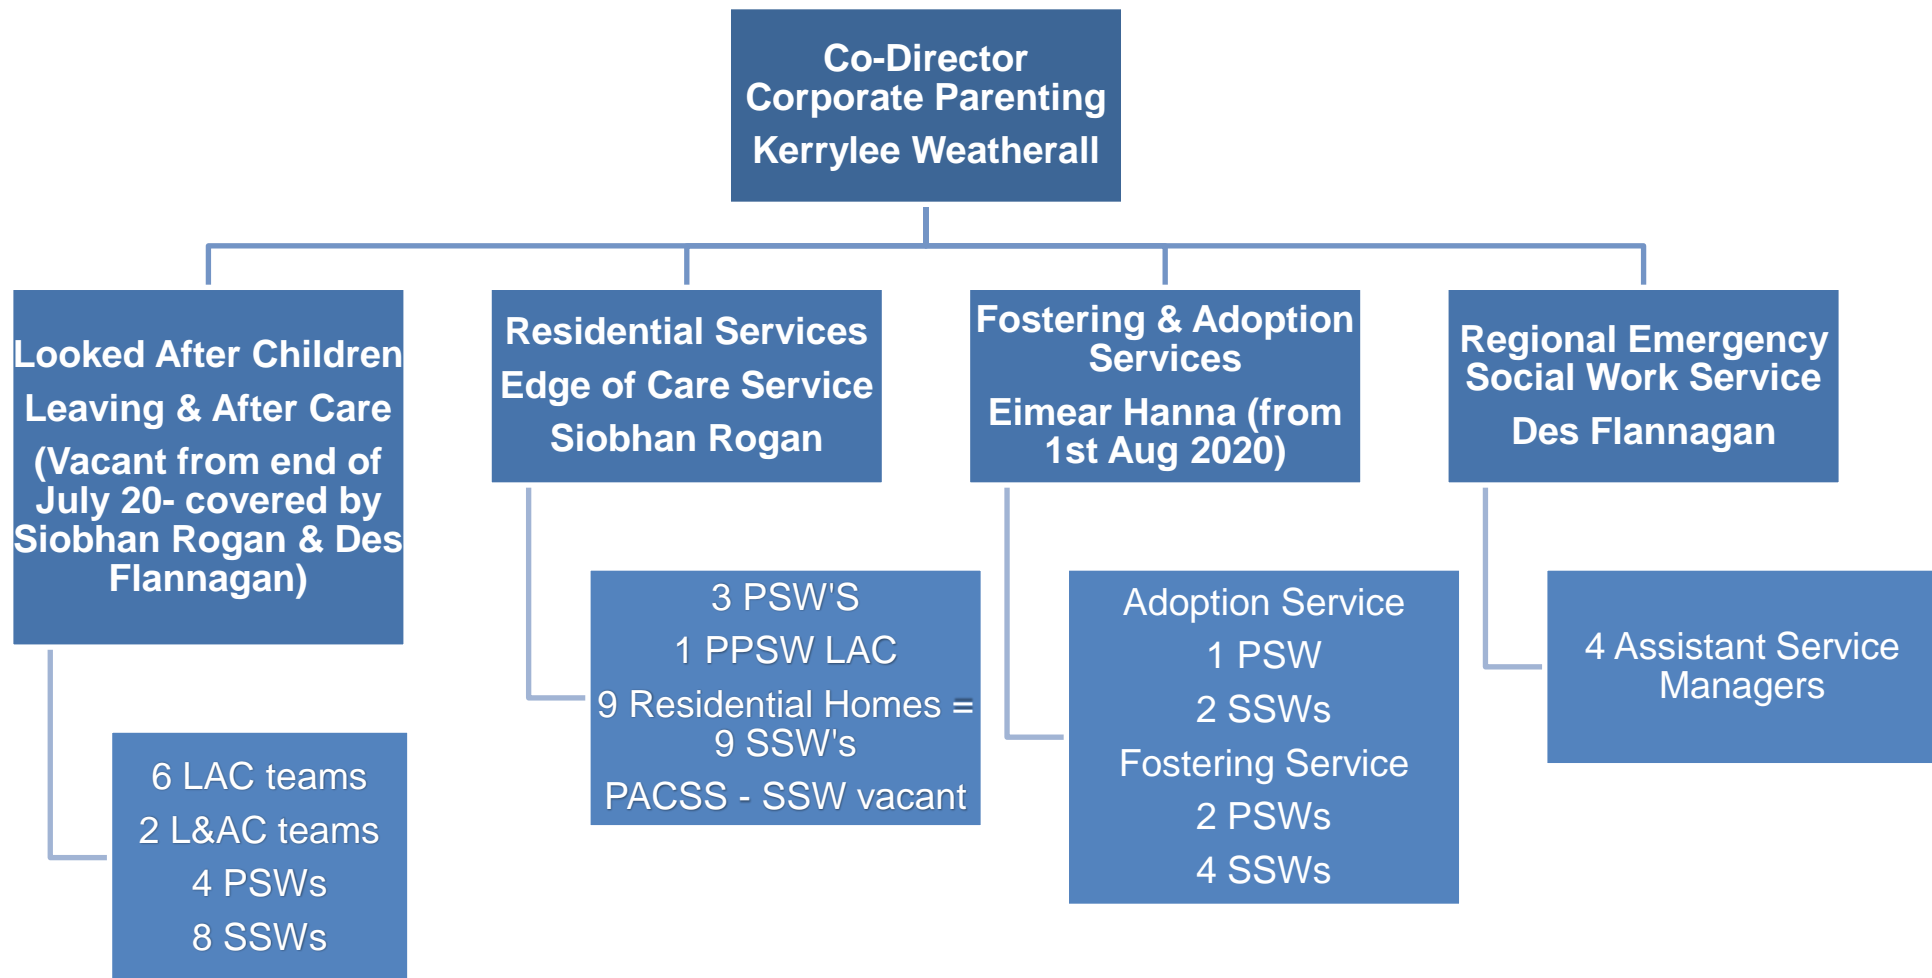 Co-Director
Corporate Parenting
Kerrylee Weatherall
Looked After Children
Leaving & After Care
(Vacant from end of
July 20- covered by
Siobhan Rogan & Des
Flannagan)
6 LAC teams
2 L&AC teams
4 PSWs
8 SSWs
Residential Services
Edge of Care Service
Siobhan Rogan
3 PSW'S
1 PPSW LAC
9 Residential Homes =
9 SSW's
PACSS - SSW vacant
Fostering & Adoption
Services
Eimear Hanna (from
1st Aug 2020)
Adoption Service
1 PSW
2 SSWs
Fostering Service
2 PSWs
4 SSWs
Regional Emergency
Social Work Service
Des Flannagan
4 Assistant Service
Managers